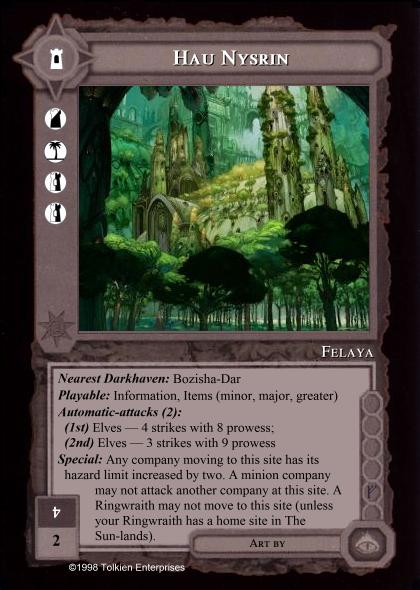 Hau Nysrin
Felaya
Nearest Darkhaven: Bozisha-Dar
Playable: Information, Items (minor, major, greater)
Automatic-attacks (2):
(1st) Elves — 4 strikes with 8 prowess;
(2nd) Elves — 3 strikes with 9 prowess
Special: Any company moving to this site has its
hazard limit increased by two. A minion company
may not attack another company at this site. A
Ringwraith may not move to this site (unless
your Ringwraith has a home site in The
Sun-lands).
4
2
Art by
©1998 Tolkien Enterprises